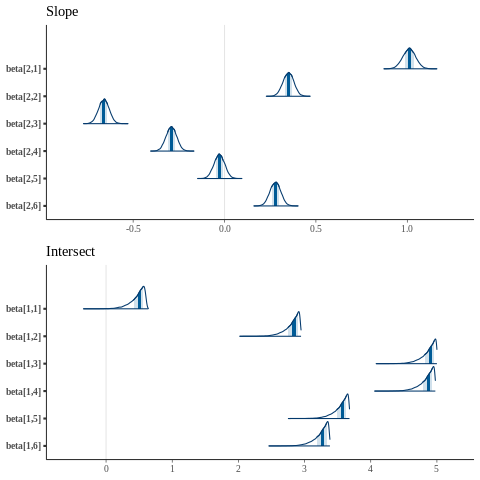 Slope
beta[2,1]
beta[2,2]
beta[2,3]
beta[2,4]
beta[2,5]
beta[2,6]
-0.5 0.0 0.5 1.0
Intersect
beta[1,1]
beta[1,2]
beta[1,3]
beta[1,4]
beta[1,5]
beta[1,6]
0 1 2 3 4 5